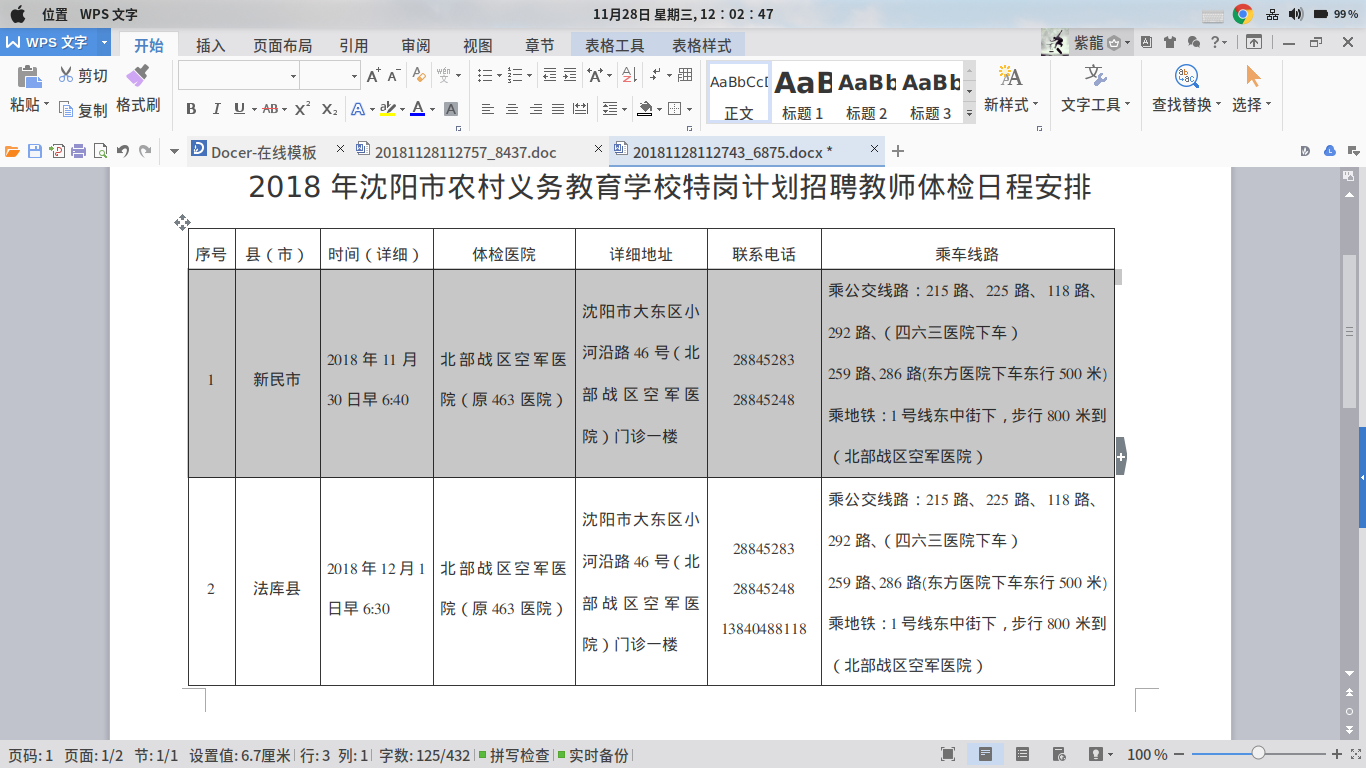 位置 WPS 文字 11月28日 星期三, 12：02：47 99 %
WPS 文字 开始 插入 页面布局 引用 审阅 视图 章节 表格工具 表格样式 紫龍
粘贴 剪切 复制 格式刷
B I U AB X² X₂ A ab A A
AaBbCcD AaB AaBb AaBb
正文 标题 1 标题 2 标题 3
新样式 文字工具 查找替换 选择
Docer-在线模板 20181128112757_8437.doc 20181128112743_6875.docx *
2018 年沈阳市农村义务教育学校特岗计划招聘教师体检日程安排
序号 县（市） 时间（详细） 体检医院 详细地址 联系电话 乘车线路
1
新民市
2018 年 11 月
30 日早 6:40
北部战区空军医
院（原 463 医院）
沈阳市大东区小
河沿路 46 号（北
部战区空军医
院）门诊一楼
28845283
28845248
乘公交线路：215 路、225 路、118 路、
292 路、（四六三医院下车）
259 路、286 路(东方医院下车东行 500 米)
乘地铁：1 号线东中街下，步行 800 米到
（北部战区空军医院）
2
法库县
2018 年 12 月 1
日早 6:30
北部战区空军医
院（原 463 医院）
沈阳市大东区小
河沿路 46 号（北
部战区空军医
院）门诊一楼
28845283
28845248
13840488118
乘公交线路：215 路、225 路、118 路、
292 路、（四六三医院下车）
259 路、286 路(东方医院下车东行 500 米)
乘地铁：1 号线东中街下，步行 800 米到
（北部战区空军医院）
页码: 1 页面: 1/2 节: 1/1 设置值: 6.7厘米 行: 3 列: 1 字数: 125/432 拼写检查 实时备份 100 %